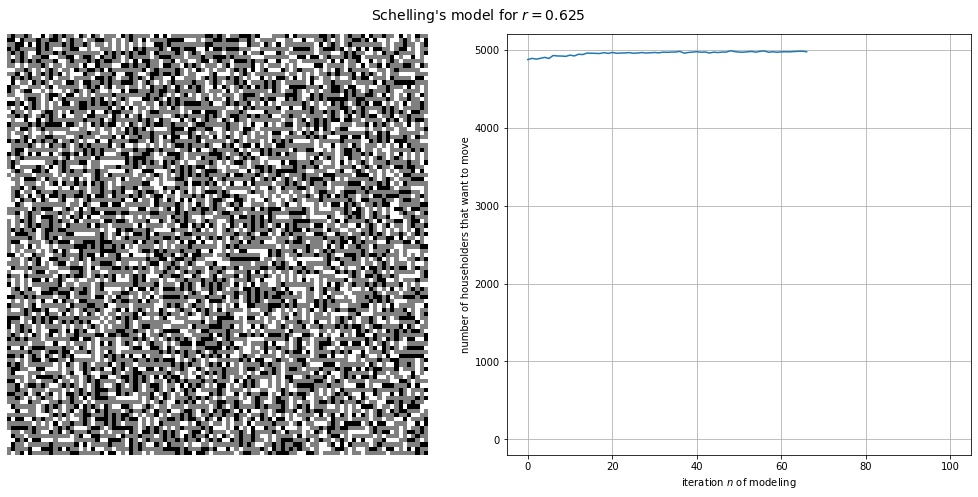 Schelling's model for r = 0.625
number of householders that want to move
5000
4000
3000
2000
1000
0
0 20 40 60 80 100
iteration n of modeling